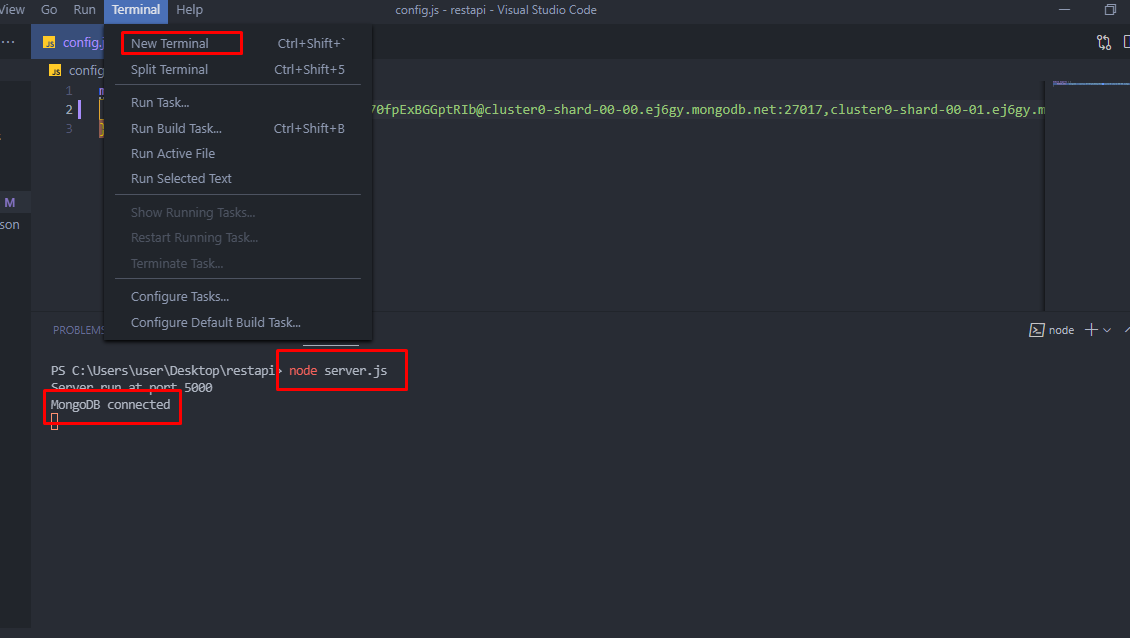 View Go Run Terminal Help config.js - restapi - Visual Studio Code
JS config.j
JS config
New Terminal Ctrl+Shift+`
Split Terminal Ctrl+Shift+5
Run Task...
Run Build Task... Ctrl+Shift+B
Run Active File
Run Selected Text
Show Running Tasks...
Restart Running Task...
Terminate Task...
Configure Tasks...
Configure Default Build Task...
1
2 70fpExBGGptRIb@cluster0-shard-00-00.ej6gy.mongodb.net:27017,cluster0-shard-00-01.ej6gy.m
3
M
son
PROBLEMS node
PS C:\Users\user\Desktop\restapi> node server.js
Server run at port 5000
MongoDB connected